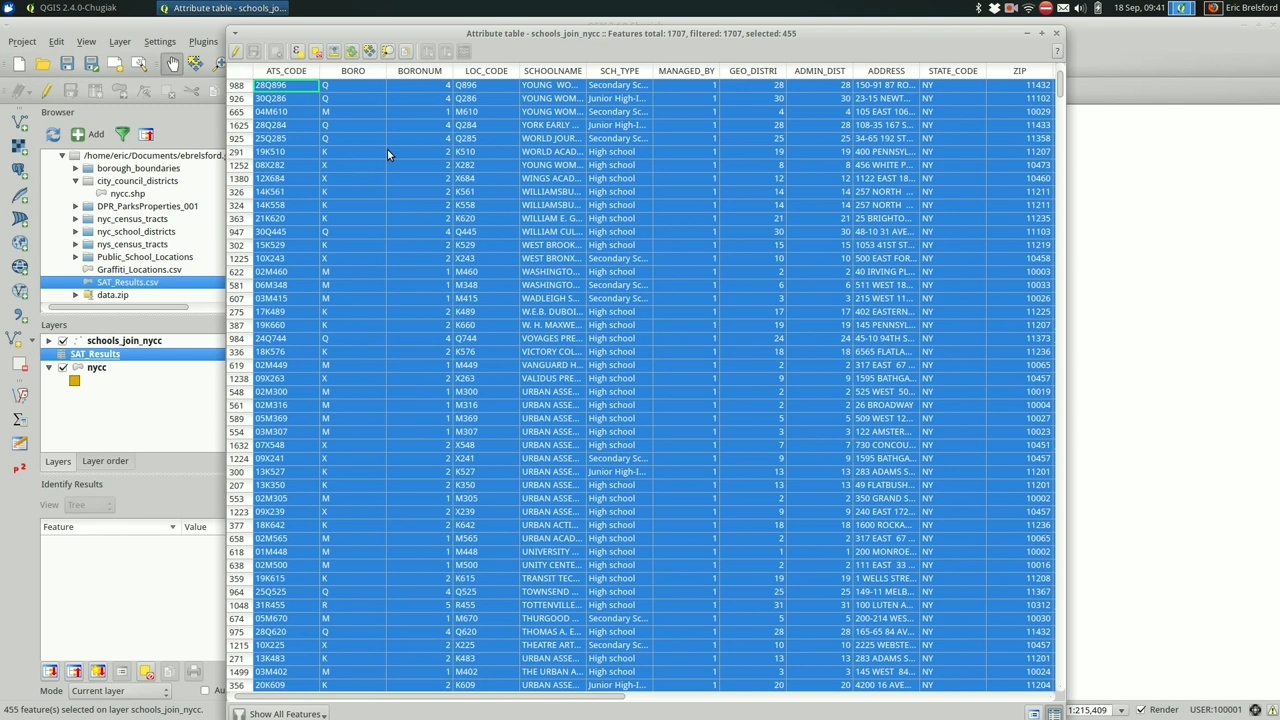 QGIS 2.4.0-Chugiak
Attribute table - schools_jo...
18 Sep, 09:41
Eric Brelsford
Project Edit View Layer Settings Plugins
Attribute table - schools_join_nycc :: Features total: 1707, filtered: 1707, selected: 455
Browser
Add
/home/eric/Documents/ebrelsford.
borough_boundaries
city_council_districts
nycc.shp
DPR_ParksProperties_001
nyc_census_tracts
nyc_school_districts
nys_census_tracts
Public_School_Locations
Graffiti_Locations.csv
SAT_Results.csv
data.zip
Layers
schools_join_nycc
SAT_Results
nycc
Layers Layer order
Identify Results
View Tree
Feature Value
Mode Current layer Au
455 feature(s) selected on layer schools_join_nycc.
ATS_CODE BORO BORONUM LOC_CODE SCHOOLNAME SCH_TYPE MANAGED_BY GEO_DISTRI ADMIN_DIST ADDRESS STATE_CODE ZIP
988 28Q896 Q 4 Q896 YOUNG WO... Secondary Sc... 1 28 28 150-91 87 RO... NY 11432
926 30Q286 Q 4 Q286 YOUNG WOM... Junior High-I... 1 30 30 23-15 NEWT... NY 11102
665 04M610 M 1 M610 YOUNG WOM... Secondary Sc... 1 4 4 105 EAST 106... NY 10029
1625 28Q284 Q 4 Q284 YORK EARLY ... Junior High-I... 1 28 28 108-35 167 S... NY 11433
925 25Q285 Q 4 Q285 WORLD JOUR... Secondary Sc... 1 25 25 34-65 192 ST... NY 11358
291 19K510 K 2 K510 WORLD ACAD... High school 1 19 19 400 PENNSYL... NY 11207
1252 08X282 X 2 X282 YOUNG WOM... Secondary Sc... 1 8 8 456 WHITE P... NY 10473
1380 12X684 X 2 X684 WINGS ACAD... High school 1 12 12 1122 EAST 18... NY 10460
326 14K561 K 2 K561 WILLIAMSBU... High school 1 14 14 257 NORTH ... NY 11211
324 14K558 K 2 K558 WILLIAMSBU... High school 1 14 14 257 NORTH ... NY 11211
363 21K620 K 2 K620 WILLIAM E. G... High school 1 21 21 25 BRIGHTO... NY 11235
947 30Q445 Q 4 Q445 WILLIAM CUL... High school 1 30 30 48-10 31 AVE... NY 11103
302 15K529 K 2 K529 WEST BROOK... High school 1 15 15 1053 41ST ST... NY 11219
1225 10X243 X 2 X243 WEST BRONX... Secondary Sc... 1 10 10 500 EAST FOR... NY 10458
622 02M460 M 1 M460 WASHINGTO... High school 1 2 2 40 IRVING PL... NY 10003
581 06M348 M 1 M348 WASHINGTO... Secondary Sc... 1 6 6 511 WEST 18... NY 10033
607 03M415 M 1 M415 WADLEIGH S... High school 1 3 3 215 WEST 11... NY 10026
275 17K489 K 2 K489 W.E.B. DUBOI... High school 1 17 17 402 EASTERN... NY 11225
387 19K660 K 2 K660 W. H. MAXWE... High school 1 19 19 145 PENNSYL... NY 11207
984 24Q744 Q 4 Q744 VOYAGES PRE... High school 1 24 24 45-10 94TH S... NY 11373
336 18K576 K 2 K576 VICTORY COL... High school 1 18 18 6565 FLATLA... NY 11236
619 02M449 M 1 M449 VANGUARD H... High school 1 2 2 317 EAST 67 ... NY 10065
1238 09X263 X 2 X263 VALIDUS PRE... High school 1 9 9 1595 BATHGA... NY 10457
548 02M300 M 1 M300 URBAN ASSE... High school 1 2 2 525 WEST 50... NY 10019
561 02M316 M 1 M316 URBAN ASSE... High school 1 2 2 26 BROADWAY NY 10004
589 05M369 M 1 M369 URBAN ASSE... High school 1 5 5 509 WEST 12... NY 10027
554 03M307 M 1 M307 URBAN ASSE... High school 1 3 3 122 AMSTER... NY 10023
1632 07X548 X 2 X548 URBAN ASSE... High school 1 7 7 730 CONCOU... NY 10451
1224 09X241 X 2 X241 URBAN ASSE... Secondary Sc... 1 9 9 1595 BATHGA... NY 10457
300 13K527 K 2 K527 URBAN ASSE... Junior High-I... 1 13 13 283 ADAMS S... NY 11201
207 13K350 K 2 K350 URBAN ASSE... High school 1 13 13 49 FLATBUSH... NY 11201
553 02M305 M 1 M305 URBAN ASSE... High school 1 2 2 350 GRAND S... NY 10002
1223 09X239 X 2 X239 URBAN ASSE... High school 1 9 9 240 EAST 172... NY 10457
377 18K642 K 2 K642 URBAN ACTI... High school 1 18 18 1600 ROCKA... NY 11236
658 02M565 M 1 M565 URBAN ACAD... High school 1 2 2 317 EAST 67 ... NY 10065
618 01M448 M 1 M448 UNIVERSITY ... High school 1 1 1 200 MONROE... NY 10002
638 02M500 M 1 M500 UNITY CENTE... High school 1 2 2 111 EAST 33 ... NY 10016
359 19K615 K 2 K615 TRANSIT TEC... High school 1 19 19 1 WELLS STRE... NY 11208
964 25Q525 Q 4 Q525 TOWNSEND ... High school 1 25 25 149-11 MELB... NY 11367
1048 31R455 R 5 R455 TOTTENVILLE... High school 1 31 31 100 LUTEN A... NY 10312
674 05M670 M 1 M670 THURGOOD ... Secondary Sc... 1 5 5 200-214 WES... NY 10030
975 28Q620 Q 4 Q620 THOMAS A. E... High school 1 28 28 165-65 84 AV... NY 11432
1215 10X225 X 2 X225 THEATRE ART... Secondary Sc... 1 10 10 2225 WEBSTE... NY 10457
271 13K483 K 2 K483 URBAN ASSE... High school 1 13 13 283 ADAMS S... NY 11201
1499 03M402 M 2 M402 THE URBAN A... High school 1 3 3 145 WEST 84... NY 10024
356 20K609 K 2 K609 URBAN ASSE... Junior High-I... 1 20 20 4200 16 AVE... NY 11204
Show All Features
1:215,409 Render USER:100001